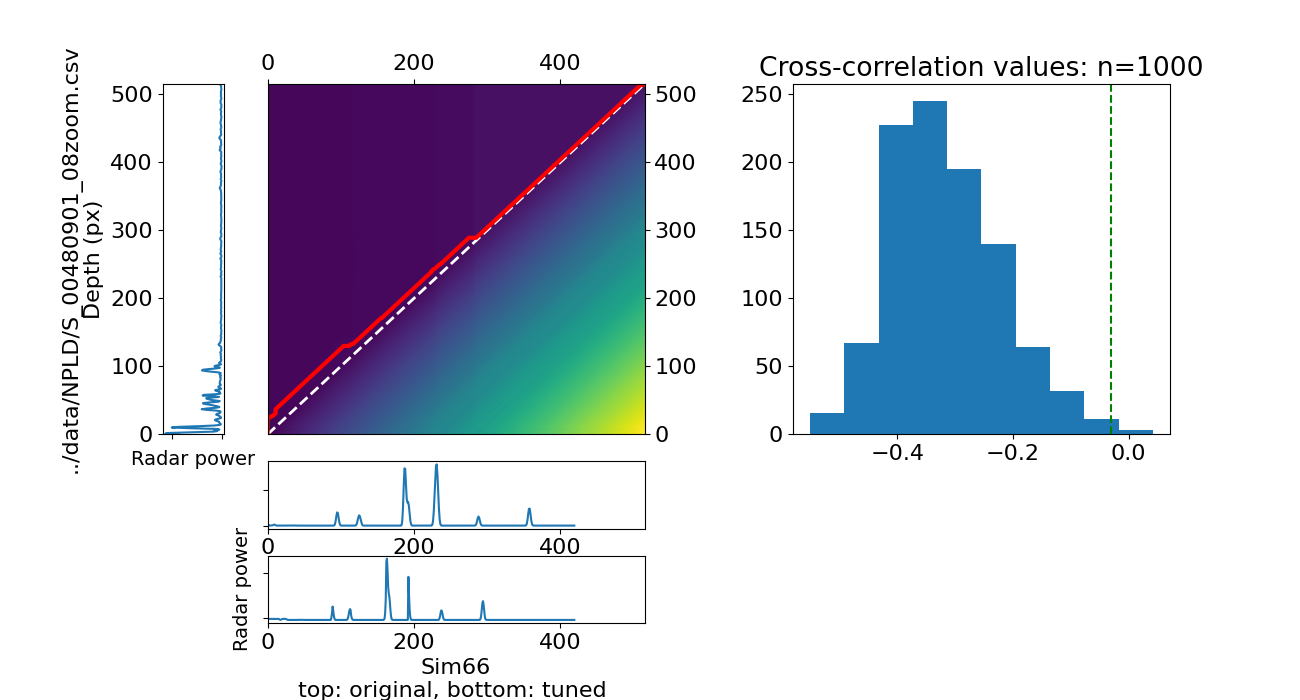 0 200 400
Cross-correlation values: n=1000
../data/NPLD/S_00480901_08zoom.csv
Depth (px)
500
400
300
200
100
0
500
400
300
200
100
0
250
200
150
100
50
0
−0.4 −0.2 0.0
Radar power
0 200 400
Radar power
0 200 400
Sim66
top: original, bottom: tuned